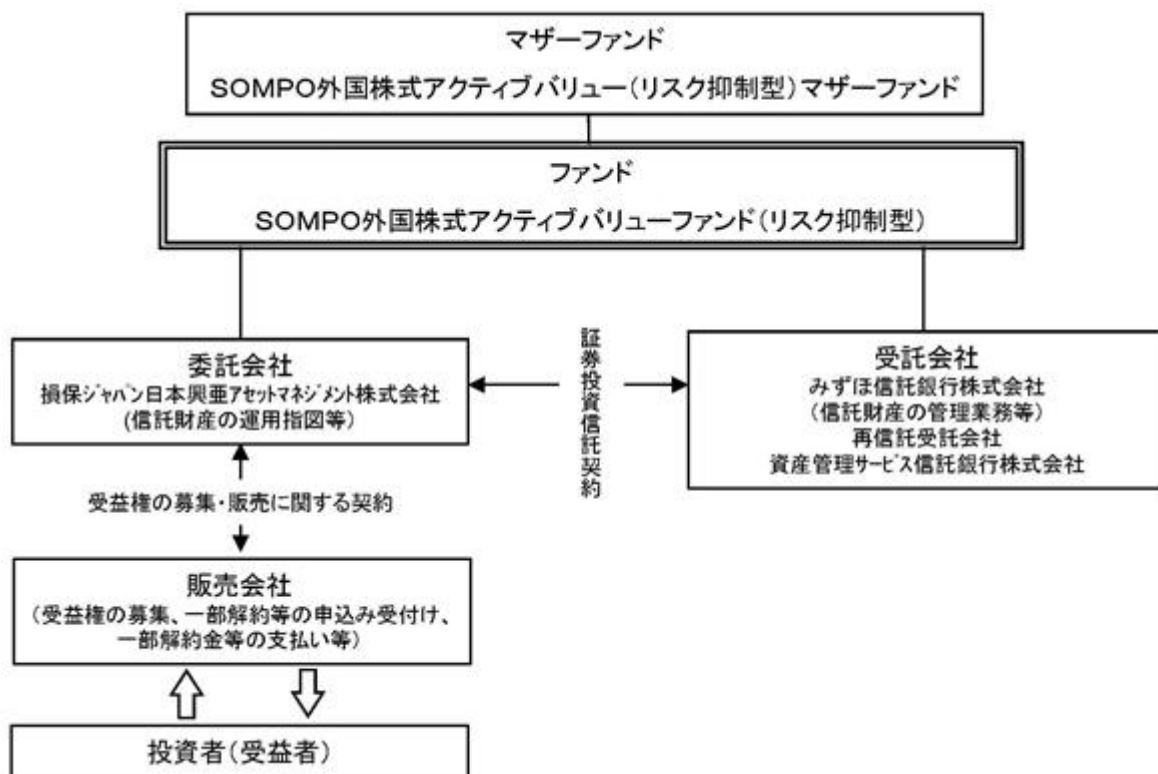 マザーファンド
SOMPO外国株式アクティブバリュー(リスク抑制型)マザーファンド
ファンド
SOMPO外国株式アクティブバリューファンド(リスク抑制型)
委託会社
損保ジャパン日本興亜アセットマネジメント株式会社
(信託財産の運用指図等)
証券投資信託契約
受託会社
みずほ信託銀行株式会社
(信託財産の管理業務等)
再信託受託会社
資産管理サービス信託銀行株式会社
受益権の募集・販売に関する契約
販売会社
(受益権の募集、一部解約等の申込み受付け、
一部解約金等の支払い等)
投資者(受益者)